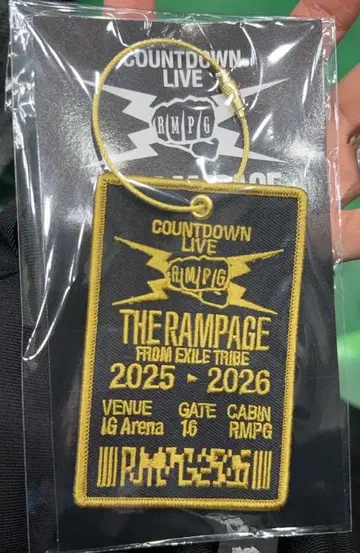 COUNTDOWN
LIVE
RMPG
COUNTDOWN
LIVE
RMPG
THE RAMPAGE
FROM EXILE TRIBE
2025 ▸ 2026
VENUE GATE CABIN
IG Arena 16 RMPG